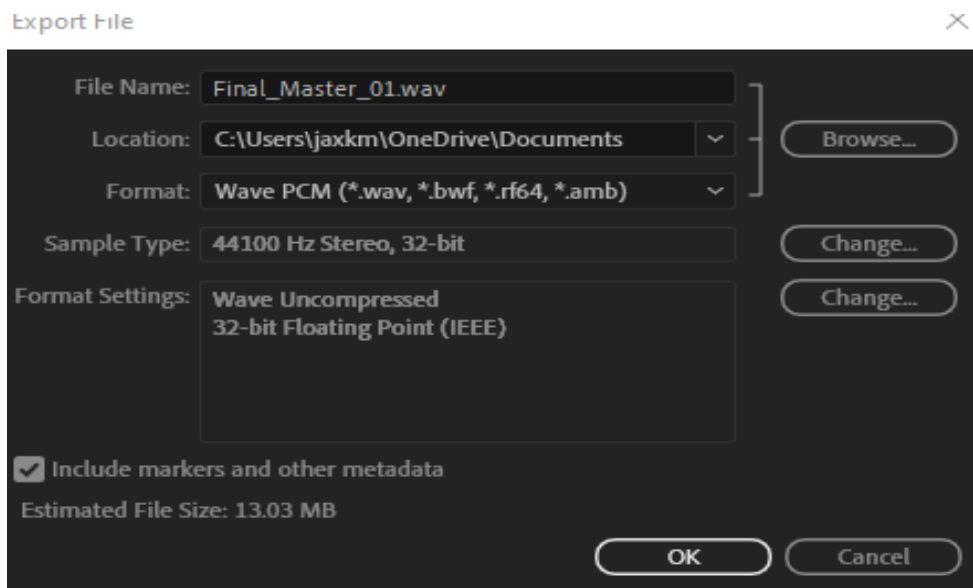 Export File
File Name: Final_Master_01.wav
Location: C:\Users\jaxkm\OneDrive\Documents Browse...
Format: Wave PCM (*.wav, *.bwf, *.rf64, *.amb)
Sample Type: 44100 Hz Stereo, 32-bit Change...
Format Settings: Wave Uncompressed Change...
32-bit Floating Point (IEEE)
Include markers and other metadata
Estimated File Size: 13.03 MB
OK Cancel